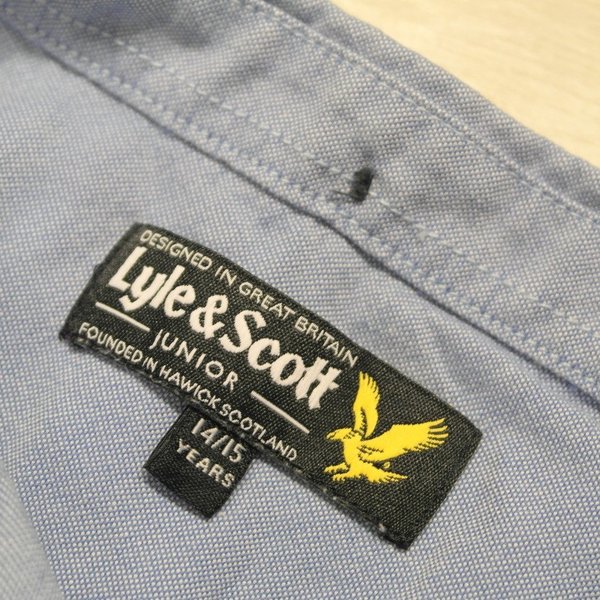 DESIGNED IN GREAT BRITAIN
Lyle & Scott
JUNIOR
FOUNDED IN HAWICK SCOTLAND
14/15
YEARS